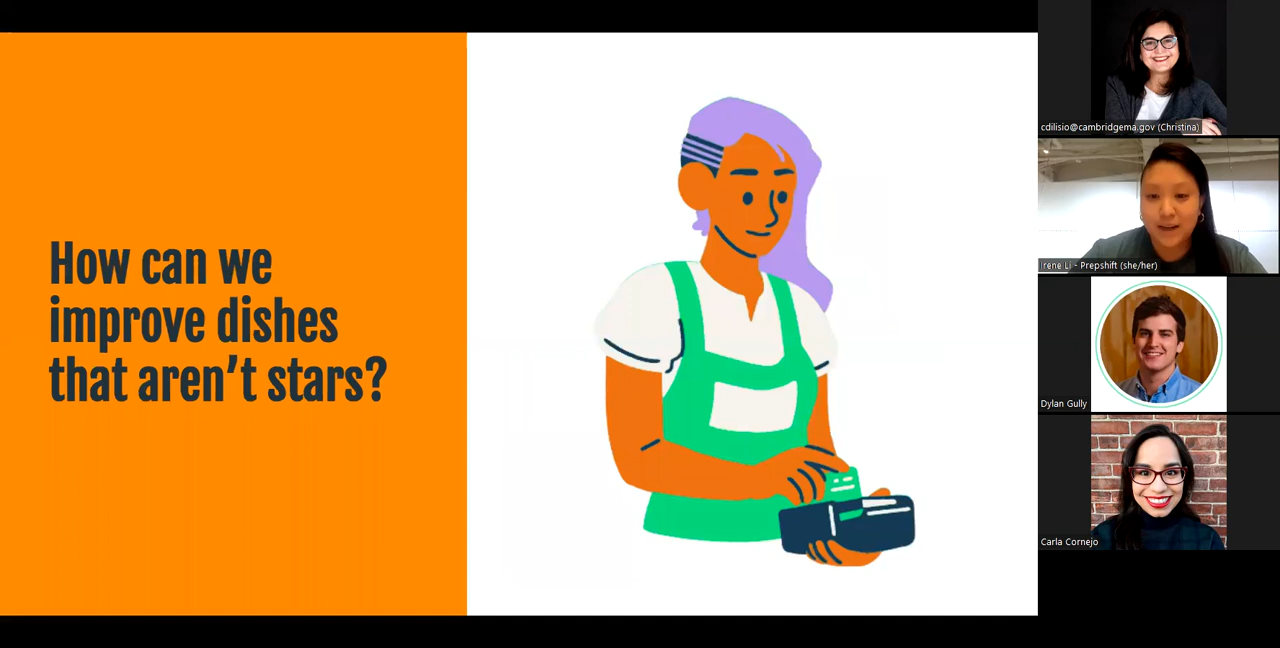 How can we
improve dishes
that aren't stars?
cdilisio@cambridgema.gov (Christina)
Irene Li - Prepshift (she/her)
Dylan Gully
Carla Cornejo